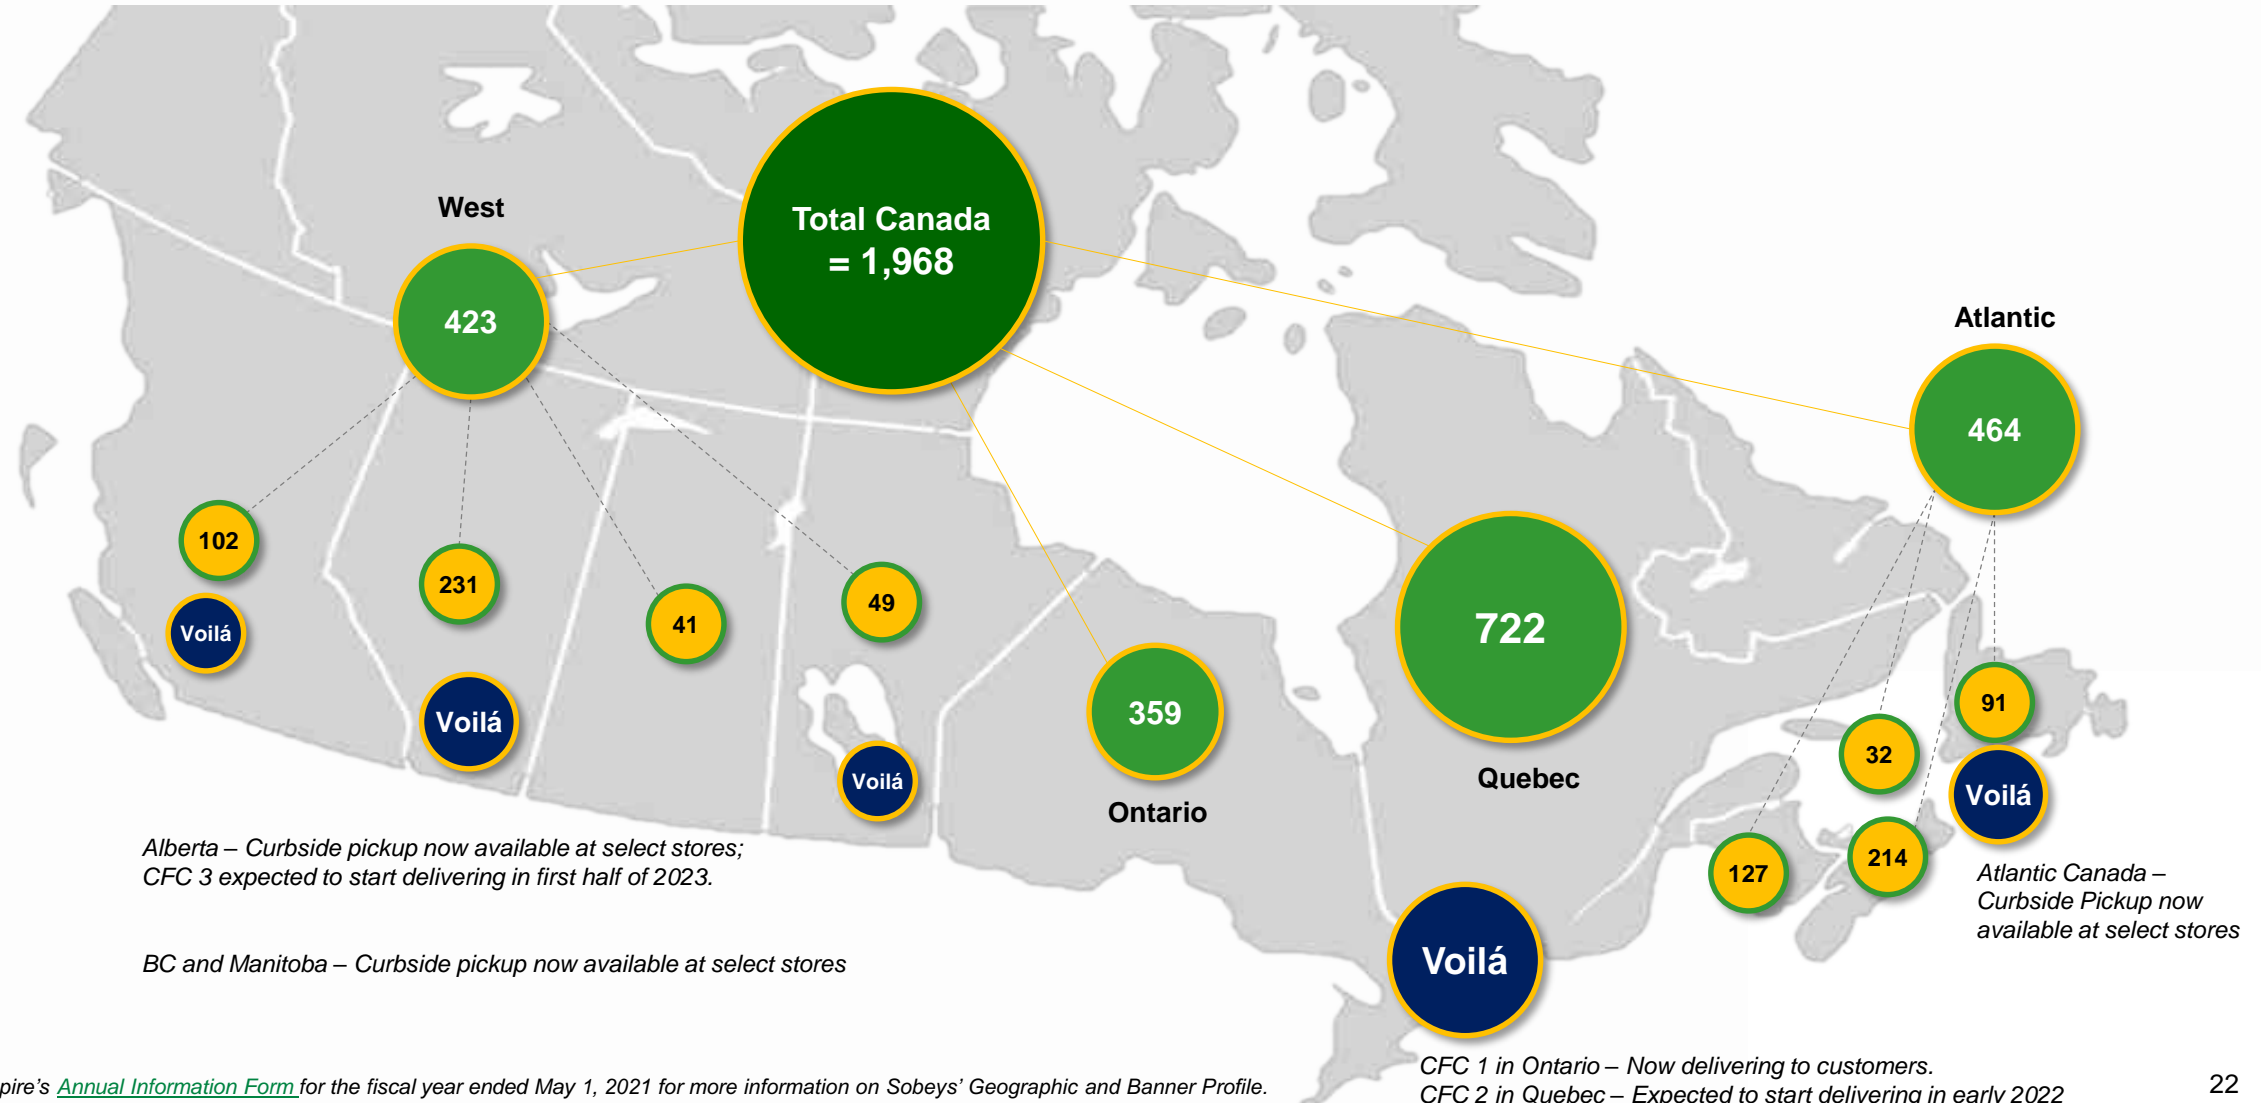 West
Total Canada
= 1,968
423
Atlantic
464
102
231
41
49
Voilá
Voilá
Voilá
359
Ontario
722
Quebec
91
32
Voilá
127
214
Alberta – Curbside pickup now available at select stores;
CFC 3 expected to start delivering in first half of 2023.
BC and Manitoba – Curbside pickup now available at select stores
Atlantic Canada –
Curbside Pickup now
available at select stores
Voilá
CFC 1 in Ontario – Now delivering to customers.
CFC 2 in Quebec – Expected to start delivering in early 2022
pire's Annual Information Form for the fiscal year ended May 1, 2021 for more information on Sobeys' Geographic and Banner Profile.
22